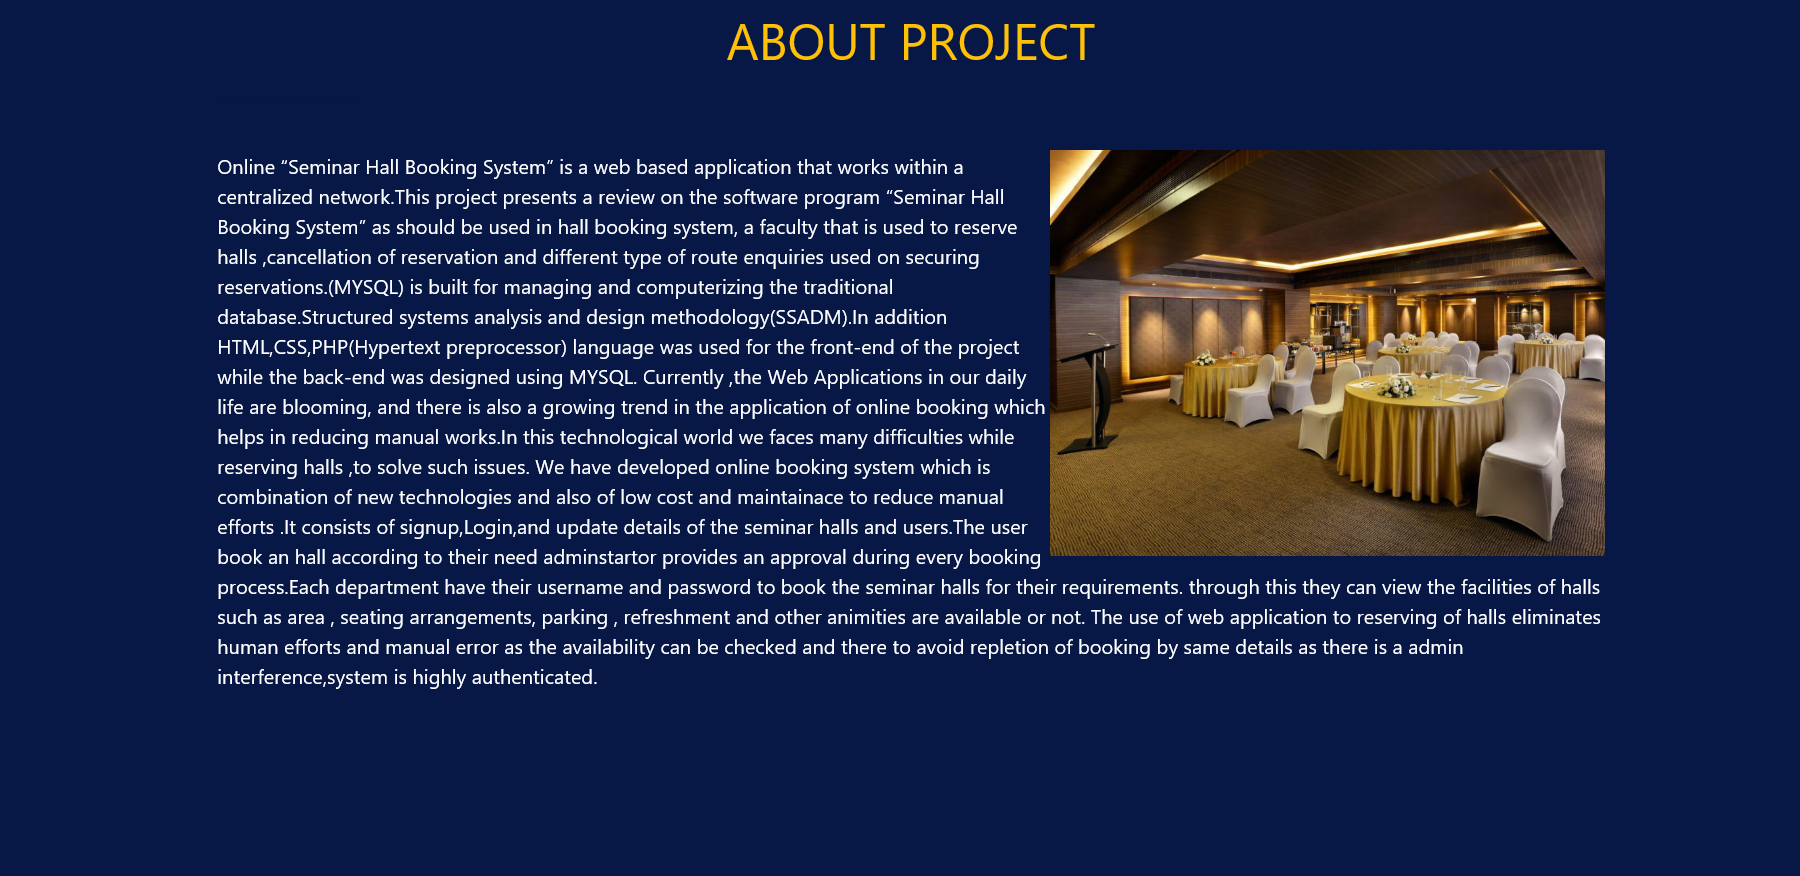 ABOUT PROJECT
Online “Seminar Hall Booking System” is a web based application that works within a
centralized network.This project presents a review on the software program “Seminar Hall
Booking System” as should be used in hall booking system, a faculty that is used to reserve
halls ,cancellation of reservation and different type of route enquiries used on securing
reservations.(MYSQL) is built for managing and computerizing the traditional
database.Structured systems analysis and design methodology(SSADM).In addition
HTML,CSS,PHP(Hypertext preprocessor) language was used for the front-end of the project
while the back-end was designed using MYSQL. Currently ,the Web Applications in our daily
life are blooming, and there is also a growing trend in the application of online booking which
helps in reducing manual works.In this technological world we faces many difficulties while
reserving halls ,to solve such issues. We have developed online booking system which is
combination of new technologies and also of low cost and maintainace to reduce manual
efforts .It consists of signup,Login,and update details of the seminar halls and users.The user
book an hall according to their need adminstartor provides an approval during every booking
process.Each department have their username and password to book the seminar halls for their requirements. through this they can view the facilities of halls
such as area , seating arrangements, parking , refreshment and other animities are available or not. The use of web application to reserving of halls eliminates
human efforts and manual error as the availability can be checked and there to avoid repletion of booking by same details as there is a admin
interference,system is highly authenticated.